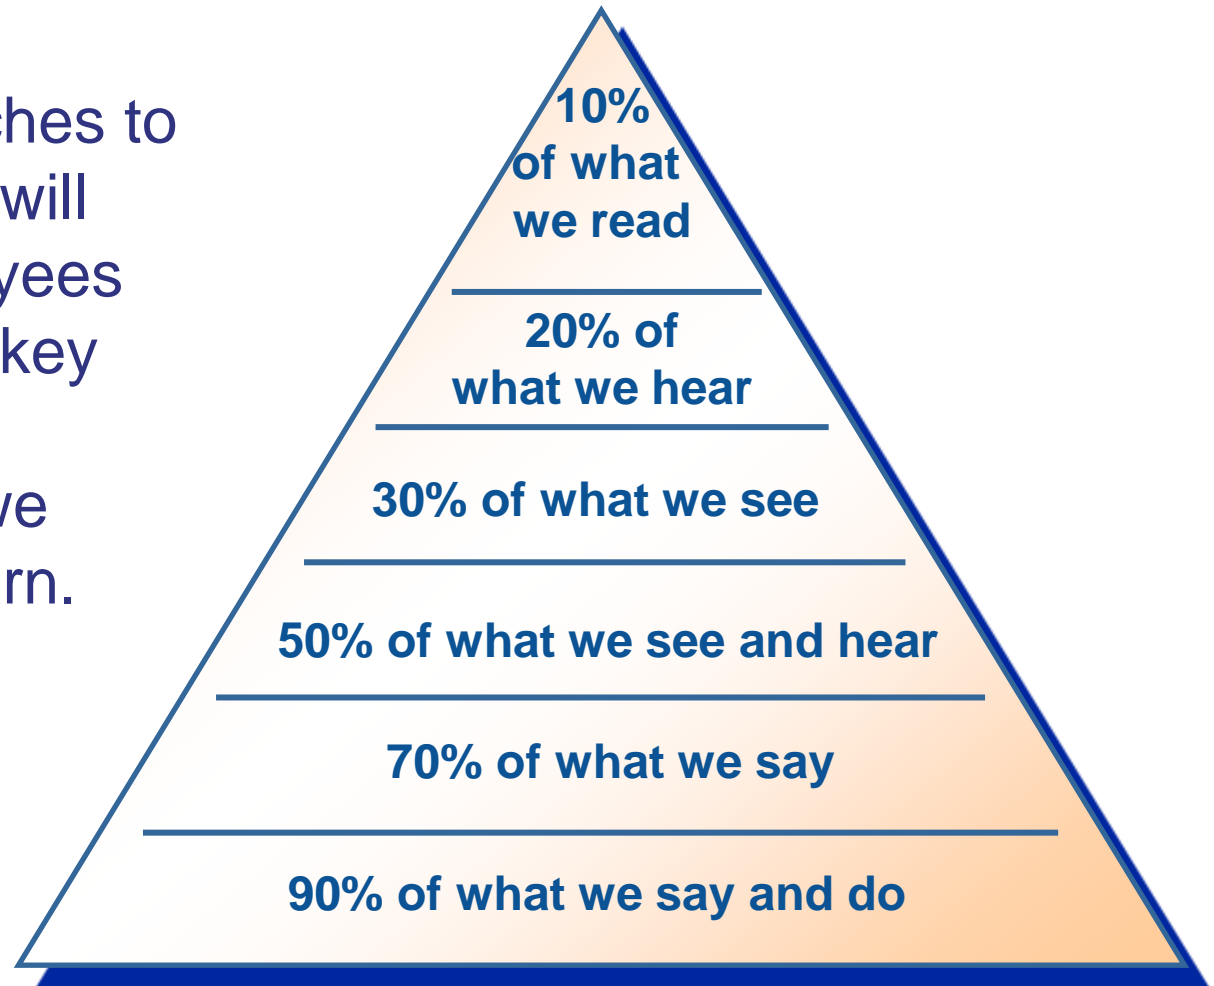 ches to
will
yees
key
we
rn.
10%
of what
we read
20% of
what we hear
30% of what we see
50% of what we see and hear
70% of what we say
90% of what we say and do